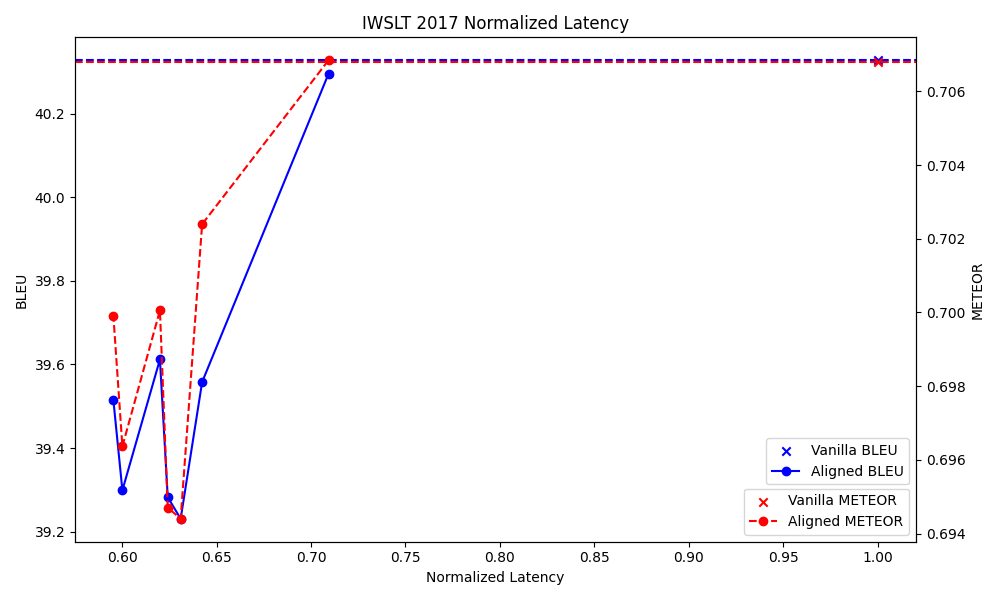 IWSLT 2017 Normalized Latency
BLEU
40.2
40.0
39.8
39.6
39.4
39.2
0.706
0.704
0.702
0.700
0.698
0.696
0.694
METEOR
Vanilla BLEU
Aligned BLEU
Vanilla METEOR
Aligned METEOR
0.60 0.65 0.70 0.75 0.80 0.85 0.90 0.95 1.00
Normalized Latency